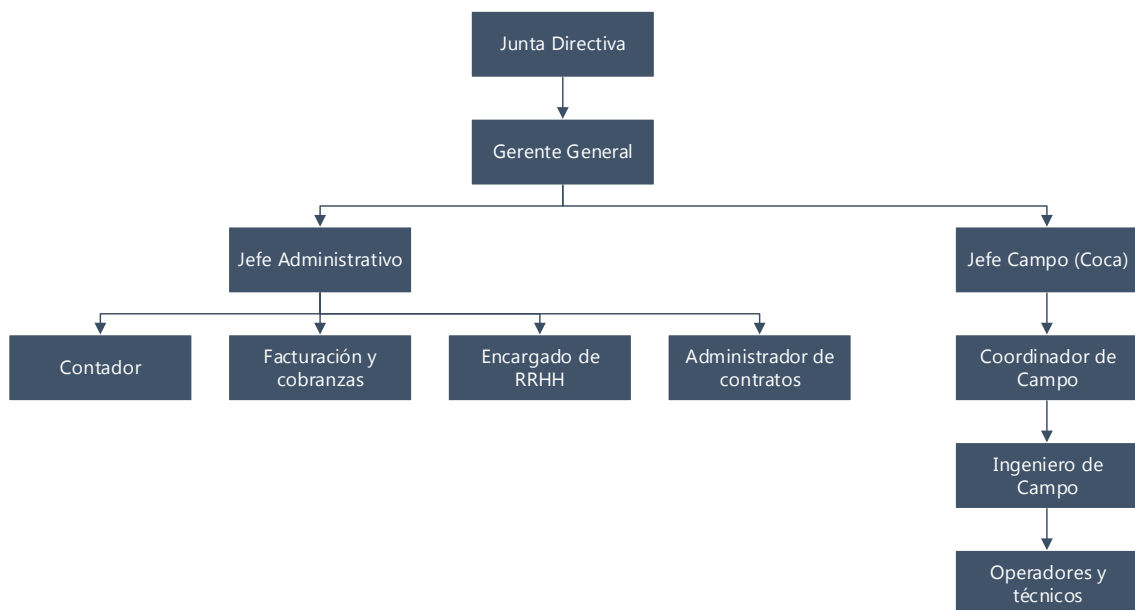 Junta Directiva
Gerente General
Jefe Administrativo
Jefe Campo (Coca)
Contador
Facturación y
cobranzas
Encargado de
RRHH
Administrador de
contratos
Coordinador de
Campo
Ingeniero de
Campo
Operadores y
técnicos